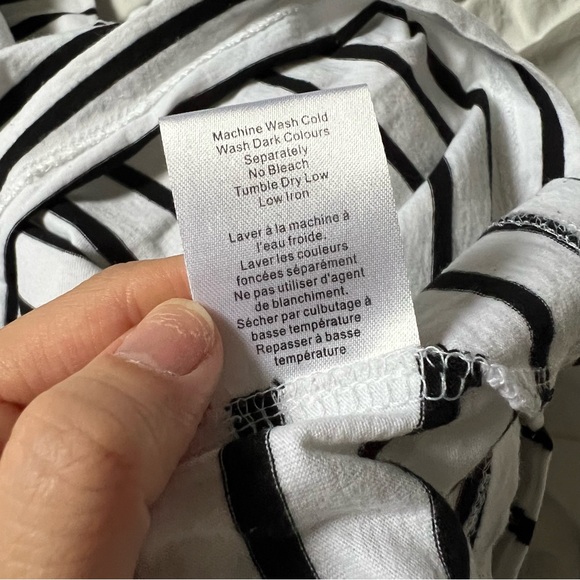 Machine Wash Cold
Wash Dark Colours
Separately
No Bleach
Tumble Dry Low
Low Iron
Laver à la machine à
l'eau froide.
Laver les couleurs
foncées séparément
Ne pas utiliser d'agent
de blanchiment.
Sécher par culbutage à
basse température
Repasser à basse
température